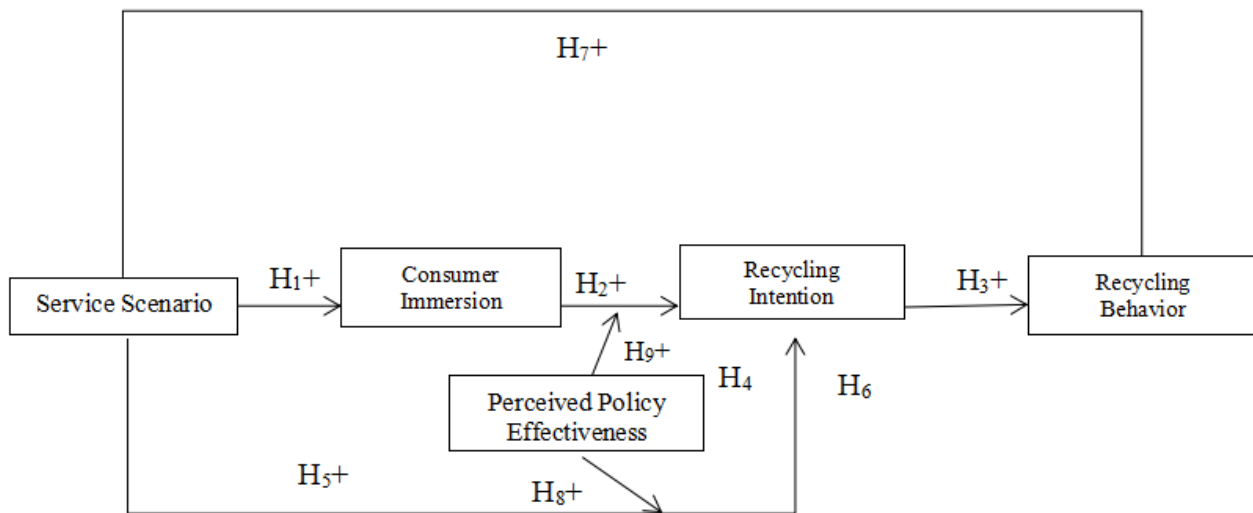 H₇+
Service Scenario
H₁+
Consumer
Immersion
H₂+
Recycling
Intention
H₃+
Recycling
Behavior
H₉+
Perceived Policy
Effectiveness
H₄
H₆
H₅+
H₈+